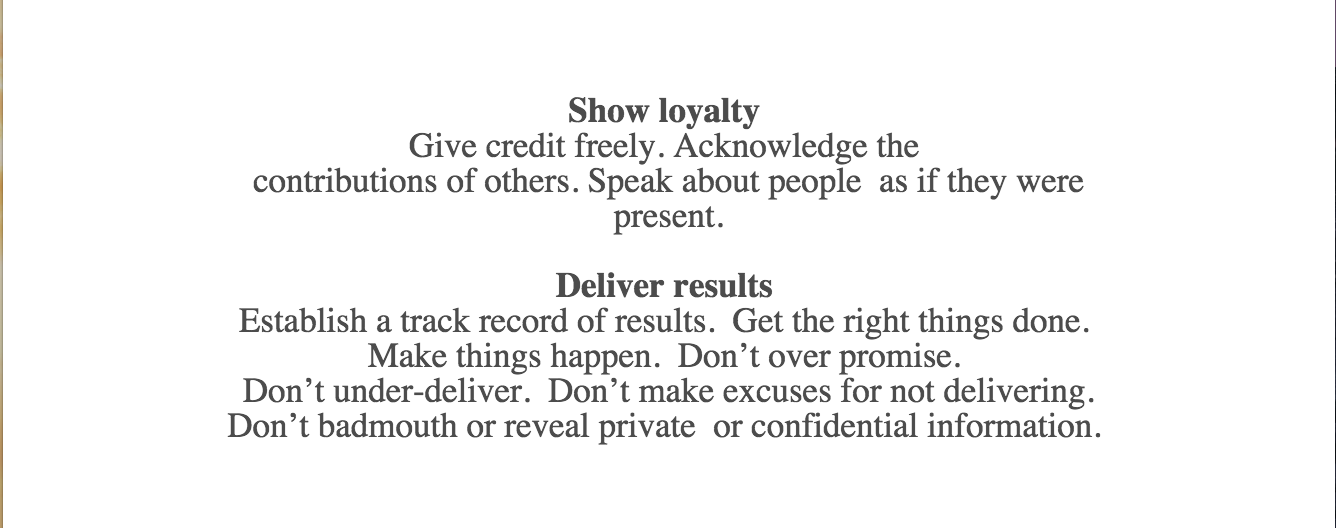 Show loyalty
Give credit freely. Acknowledge the
contributions of others. Speak about people  as if they were
present.
Deliver results
Establish a track record of results.  Get the right things done.
Make things happen.  Don’t over promise.
Don’t under-deliver.  Don’t make excuses for not delivering.
Don’t badmouth or reveal private  or confidential information.